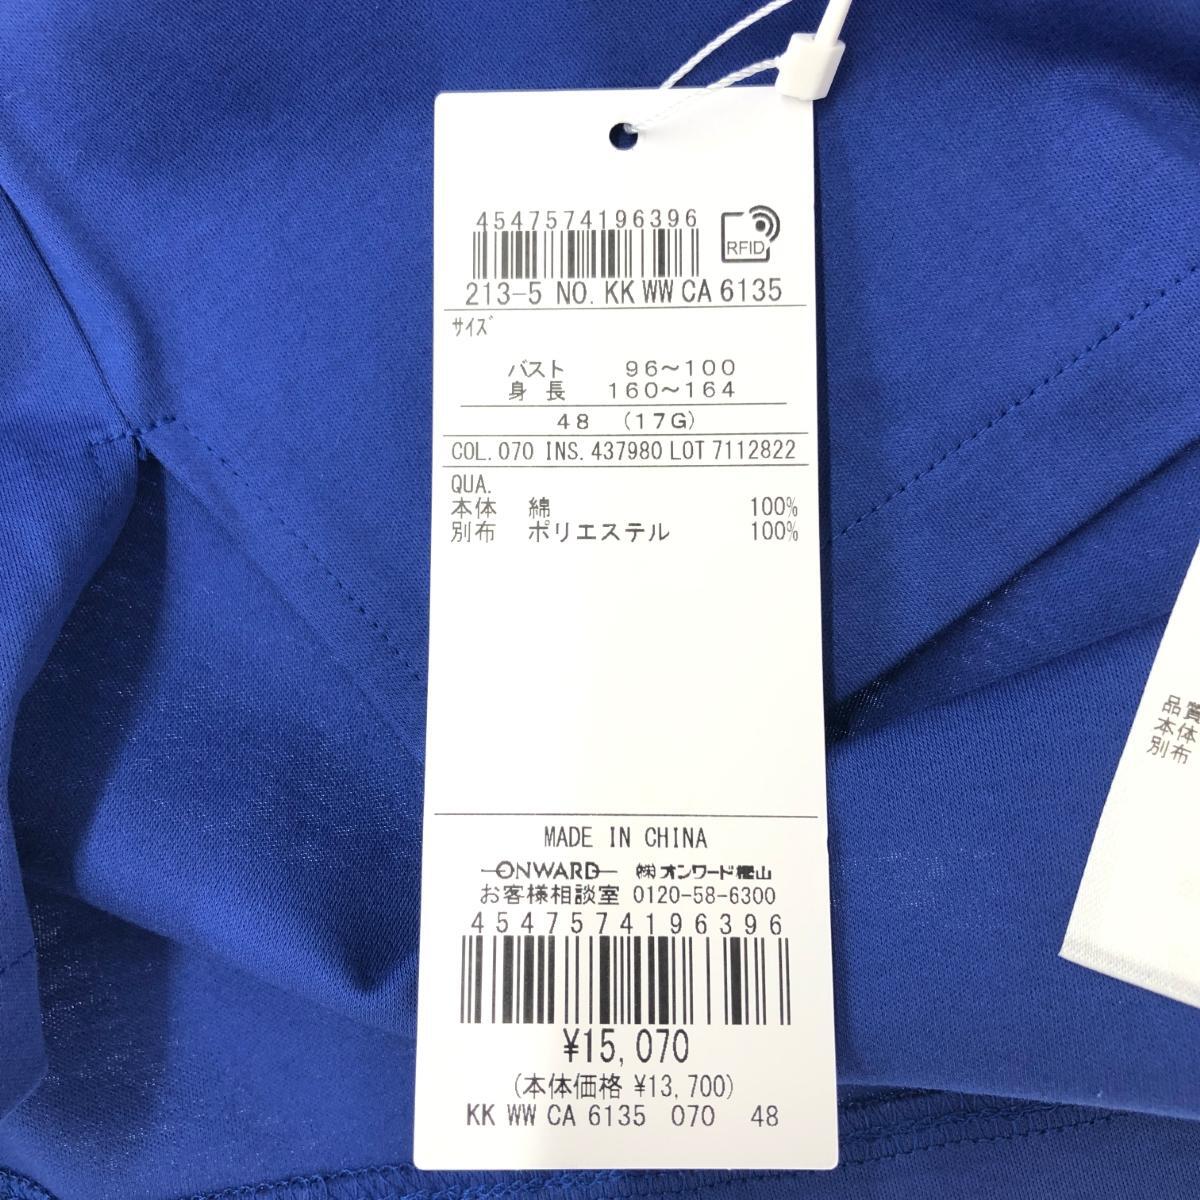 4547574196396
RFID
213-5 NO. KK WW CA 6135
サイズ
バスト 96～100
身長 160～164
48 (17G)
COL. 070 INS. 437980 LOT 7112822
QUA.
本体 綿 100%
別布 ポリエステル 100%
MADE IN CHINA
ONWARD ㈱オンワード樫山
お客様相談室 0120-58-6300
4547574196396
¥15,070
(本体価格 ¥13,700)
KK WW CA 6135 070 48
品質
本体
別布